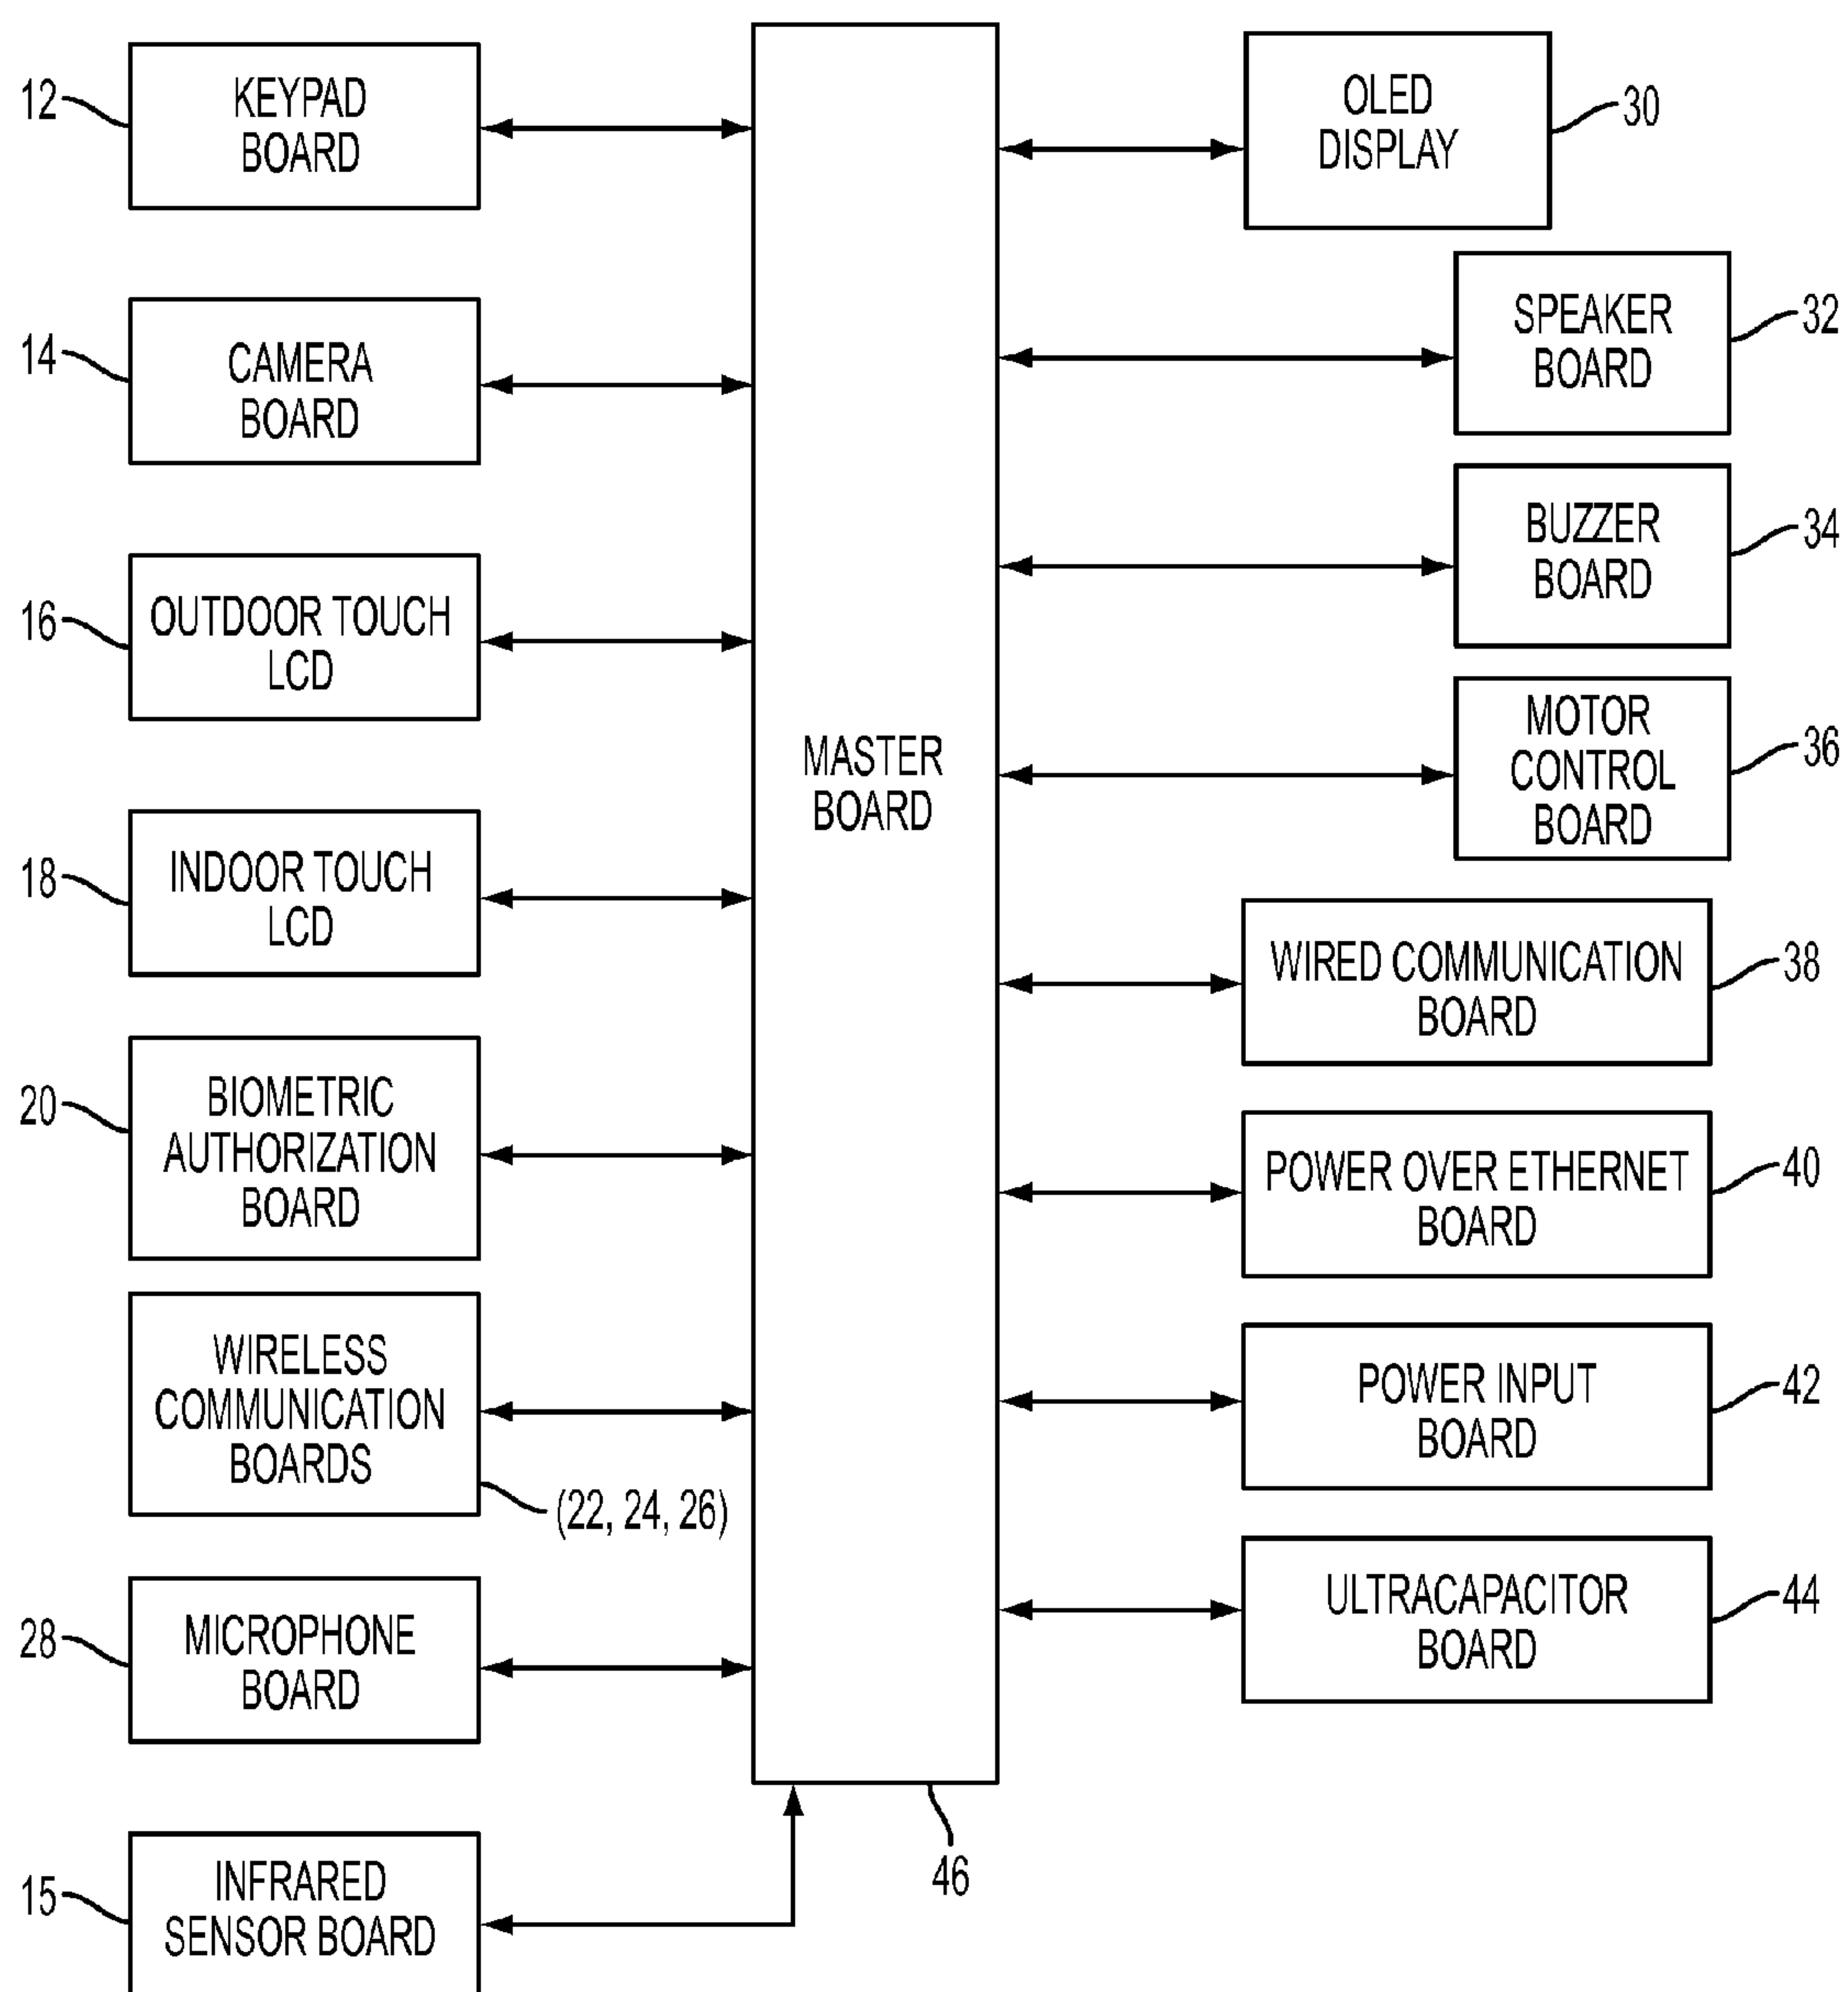 12
KEYPAD
BOARD
14
CAMERA
BOARD
16
OUTDOOR TOUCH
LCD
18
INDOOR TOUCH
LCD
20
BIOMETRIC
AUTHORIZATION
BOARD
WIRELESS
COMMUNICATION
BOARDS
(22, 24, 26)
28
MICROPHONE
BOARD
15
INFRARED
SENSOR BOARD
MASTER
BOARD
46
OLED
DISPLAY
30
SPEAKER
BOARD
32
BUZZER
BOARD
34
MOTOR
CONTROL
BOARD
36
WIRED COMMUNICATION
BOARD
38
POWER OVER ETHERNET
BOARD
40
POWER INPUT
BOARD
42
ULTRACAPACITOR
BOARD
44